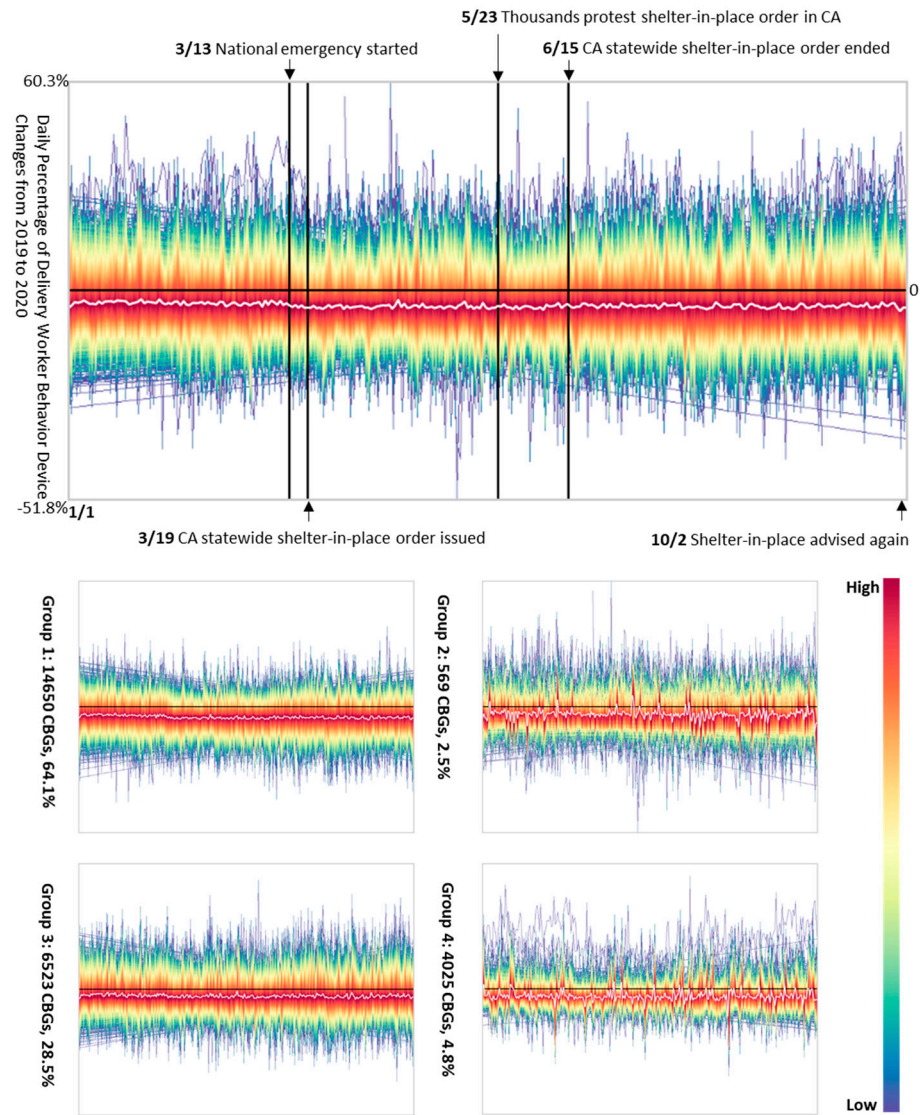 5/23 Thousands protest shelter-in-place order in CA
3/13 National emergency started
6/15 CA statewide shelter-in-place order ended
60.3%
Daily Percentage of Delivery Worker Behavior Device
Changes from 2019 to 2020
0
-51.8%
1/1
3/19 CA statewide shelter-in-place order issued
10/2 Shelter-in-place advised again
Group 1: 14650 CBGs, 64.1%
Group 2: 569 CBGs, 2.5%
High
Group 3: 6523 CBGs, 28.5%
Group 4: 4025 CBGs, 4.8%
Low